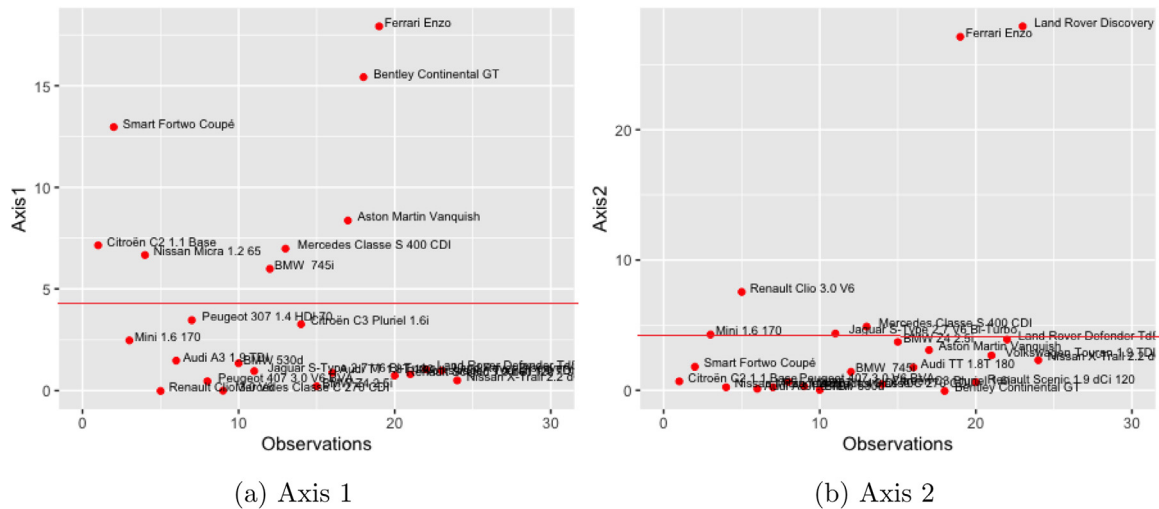 Ferrari Enzo
Bentley Continental GT
15
Smart Fortwo Coupé
10
Aston Martin Vanquish
Citroën C2 1.1 Base
Mercedes Classe S 400 CDI
Nissan Micra 1.2 65
BMW 745i
5
Peugeot 307 1.4 HDI 70
Citroën C3 Pluriel 1.6i
Mini 1.6 170
Audi A3 1.9 TDI
BMW 530d
Land Rover Defender Tdf
Peugeot 407 3.0 V6 BVA
Nissan X-Trail 2.2 d
0
Axis1
0
10
20
30
Observations
(a) Axis 1
Land Rover Discovery
Ferrari Enzo
20
10
Renault Clio 3.0 V6
Mercedes Classe S 400 CDI
Mini 1.6 170
Jaguar S-Type 2.7 V6 Bi-Turbo
Land Rover Defender Tdf
BMW Z4 2.5i
Aston Martin Vanquish
Volkswagen Touran 1.9 TDI
Nissan X-Trail 2.2 d
Smart Fortwo Coupé
Audi TT 1.8T 180
BMW 745i
Citroën C2 1.1 Base
Peugeot 407 3.0 V6 BVA
Renault Scenic 1.9 dCi 120
Bentley Continental GT
0
Axis2
0
10
20
30
Observations
(b) Axis 2